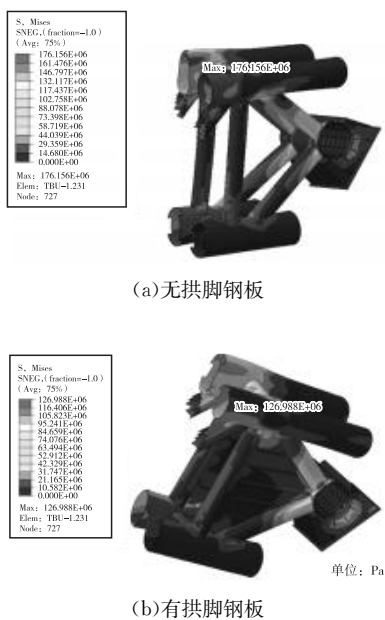 S, Mises
SNEG, (fraction=-1.0)
(Avg: 75%)
176.156E+06
161.476E+06
146.797E+06
132.117E+06
117.437E+06
102.758E+06
88.078E+06
73.398E+06
58.719E+06
44.039E+06
29.359E+06
14.680E+06
0.000E+00
Max: 176.156E+06
Elem: TBU-1.231
Node: 727
Max: 176.156E+06
(a)无拱脚钢板
S, Mises
SNEG, (fraction=-1.0)
(Avg: 75%)
126.988E+06
116.406E+06
105.823E+06
95.241E+06
84.659E+06
74.076E+06
63.494E+06
52.912E+06
42.329E+06
31.747E+06
21.165E+06
10.582E+06
0.000E+00
Max: 126.988E+06
Elem: TBU-1.231
Node: 727
Max: 126.988E+06
单位: Pa
(b)有拱脚钢板